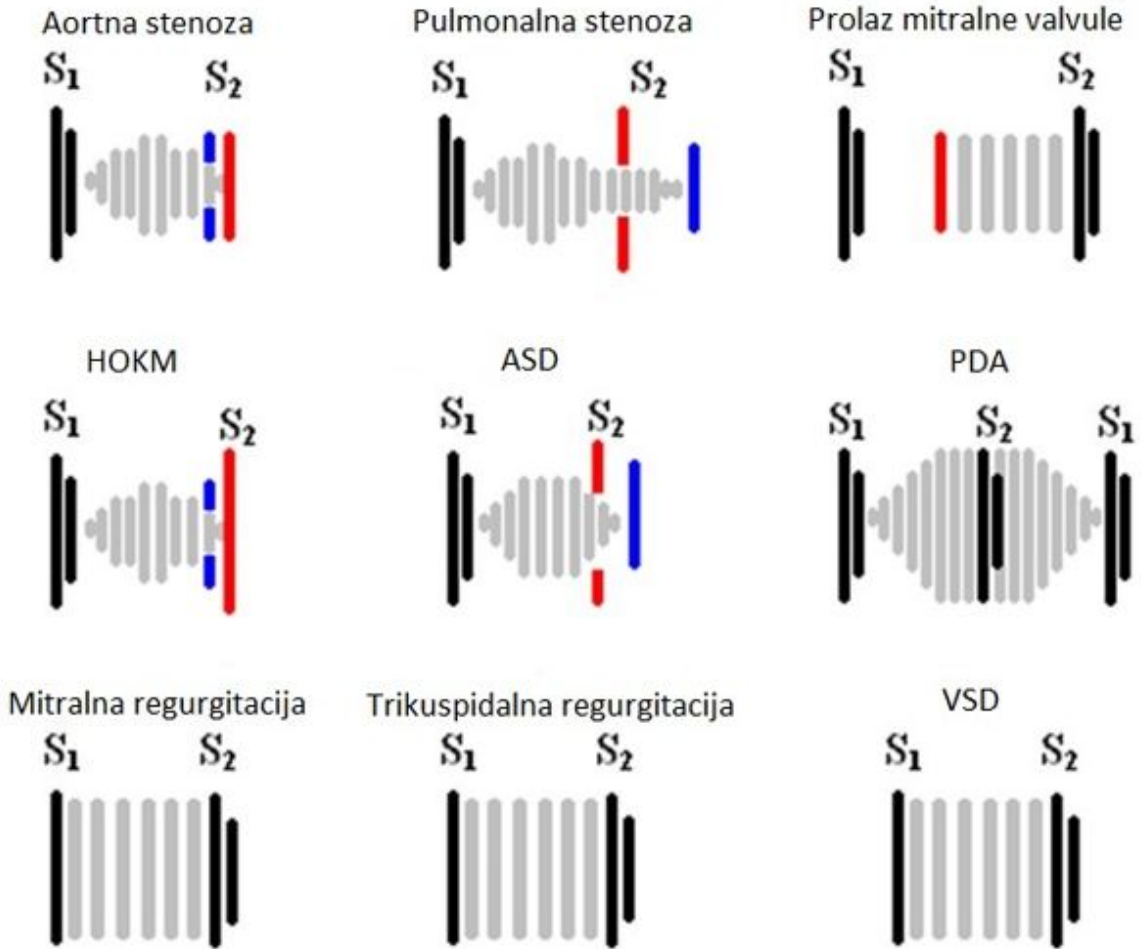 Aortna stenoza
Pulmonalna stenoza
Prolaz mitralne valvule
S₁ S₂
S₁ S₂
S₁ S₂
HOKM
ASD
PDA
S₁ S₂
S₁ S₂
S₁ S₂ S₁
Mitralna regurgitacija
Trikuspidalna regurgitacija
VSD
S₁ S₂
S₁ S₂
S₁ S₂